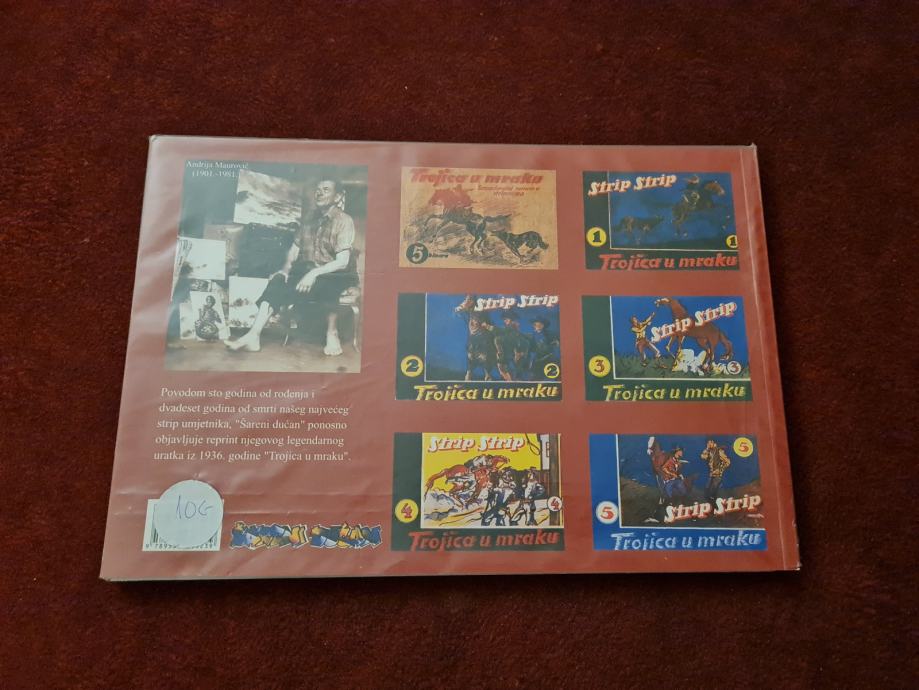 Andrija Maurović
(1901.-1981.)
Povodom sto godina od rođenja i
dvadeset godina od smrti našeg najvećeg
strip umjetnika, "Šareni dućan" ponosno
objavljuje reprint njegovog legendarnog
uratka iz 1936. godine "Trojica u mraku".
10G
Trojica u mraku
5 dinara
Strip Strip
1
1
Trojica u mraku
Strip Strip
2
2
Trojica u mraku
Strip Strip
3
3
Trojica u mraku
Strip Strip
4
4
Trojica u mraku
5
5
Strip Strip
Trojica u mraku